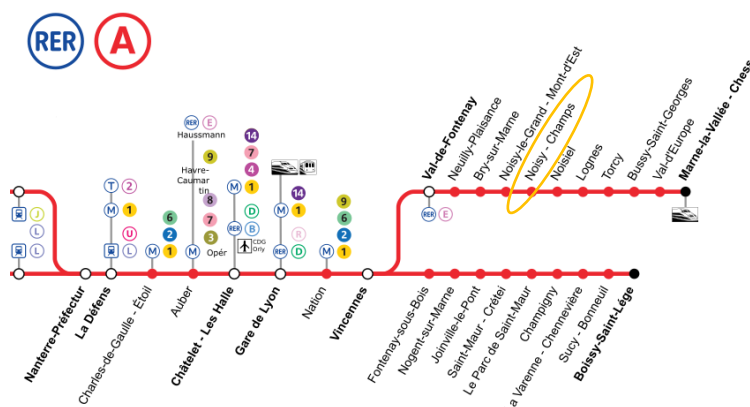 RER A
RER E
Haussmann
Havre-
Caumar
tin
9
8
7
3
Opér
M
14
7
4
M 1
D
RER B
CDG
Orly
14
M 1
R
RER D
9
6
2
M 1
T 2
M 1
U
L
6
2
M 1
J
L
L
Val-de-Fontenay
Neuilly-Plaisance
Bry-sur-Marne
Noisy-le-Grand - Mont-d'Est
Noisy - Champs
Noisiel
Lognes
Torcy
Bussy-Saint-Georges
Val-d'Europe
Marne-la-Vallée - Chess
RER E
Nanterre-Préfectur
La Défens
Charles-de-Gaulle - Étoil
Auber
Châtelet - Les Halle
Gare de Lyon
Nation
Vincennes
Fontenay-sous-Bois
Nogent-sur-Marne
Joinville-le-Pont
Saint-Maur - Créteil
Le Parc de Saint-Maur
Champigny
a Varenne - Chennevière
Sucy - Bonneuil
Boissy-Saint-Lége